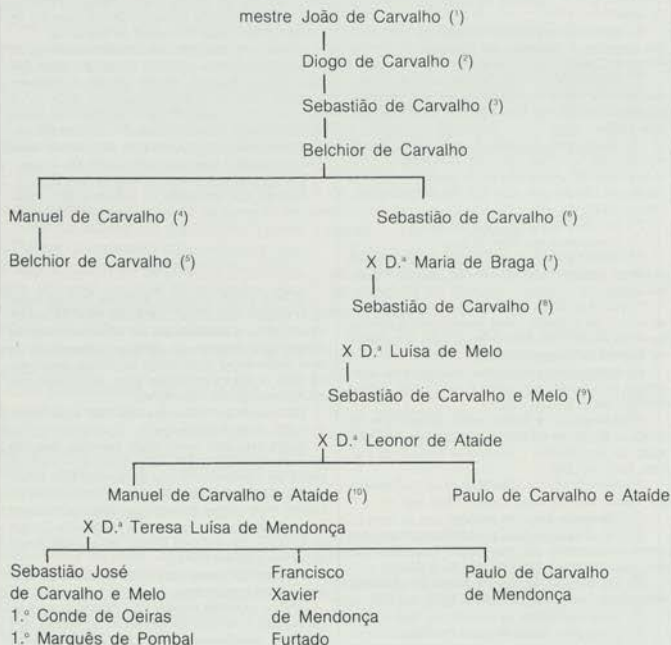 mestre João de Carvalho (¹)
Diogo de Carvalho (²)
Sebastião de Carvalho (³)
Belchior de Carvalho
Manuel de Carvalho (⁴)
Sebastião de Carvalho (⁶)
Belchior de Carvalho (⁵)
X D.ª Maria de Braga (⁷)
Sebastião de Carvalho (⁸)
X D.ª Luísa de Melo
Sebastião de Carvalho e Melo (⁹)
X D.ª Leonor de Ataíde
Manuel de Carvalho e Ataíde (¹⁰)
Paulo de Carvalho e Ataíde
X D.ª Teresa Luísa de Mendonça
Sebastião José
de Carvalho e Melo
1.º Conde de Oeiras
1.º Marquês de Pombal
Francisco
Xavier
de Mendonça
Furtado
Paulo de Carvalho
de Mendonça